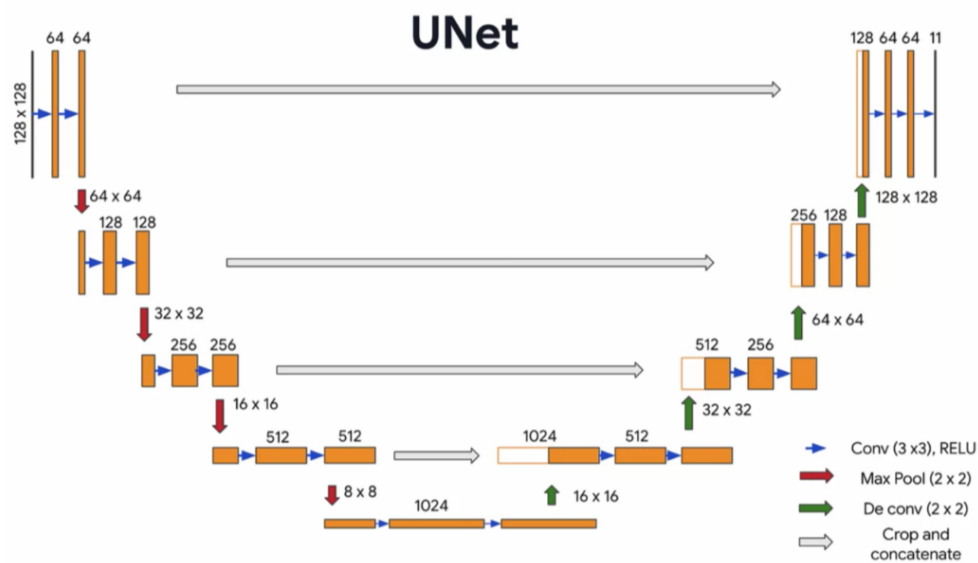 UNet
64 64
128 64 64 11
128 x 128
64 x 64
128 x 128
128 128
256 128
32 x 32
64 x 64
256 256
512 256
16 x 16
32 x 32
512 512
1024 512
8 x 8
16 x 16
1024
Conv (3 x3), RELU
Max Pool (2 x 2)
De conv (2 x 2)
Crop and
concatenate